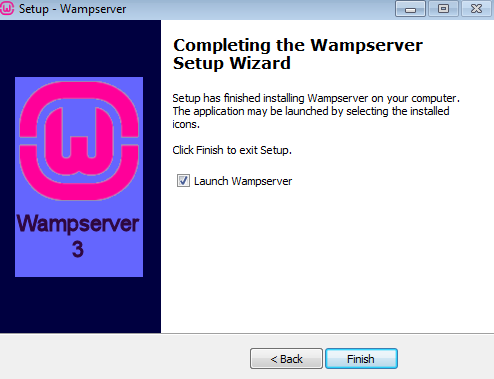 Setup - Wampserver
Completing the Wampserver
Setup Wizard
Setup has finished installing Wampserver on your computer.
The application may be launched by selecting the installed
icons.
Click Finish to exit Setup.
Launch Wampserver
Wampserver
3
< Back
Finish